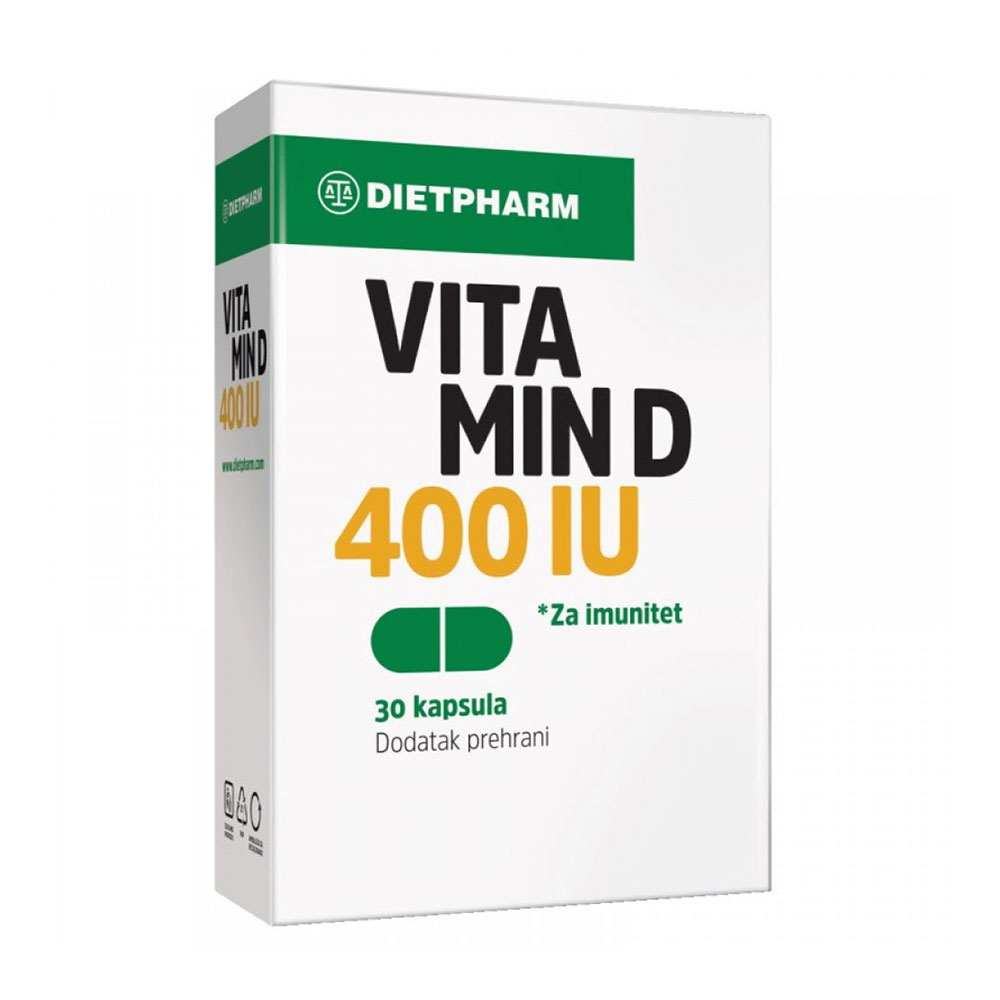 DIETPHARM
VITA
MIN D
400 IU
*Za imunitet
30 kapsula
Dodatak prehrani
DIETPHARM
VITA
MIN D
400 IU
www.dietpharm.com